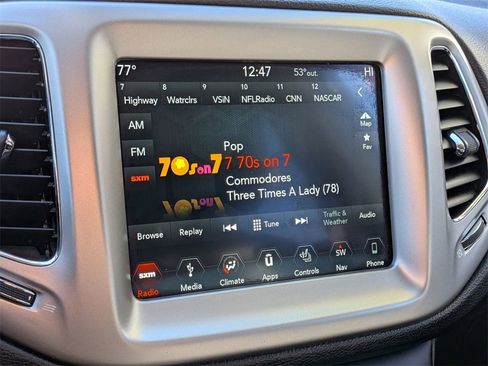 77° 12:47 53°out. HI
7 8 9 10 11 12
Highway Watrclrs VSiN NFLRadio CNN NASCAR
AM
Map
FM
Fav
Pop
sxm 70s on 7 7 70s on 7
Commodores
Three Times A Lady (78)
Browse Replay Tune Traffic & Weather Audio
sxm SW
Radio Media Climate Apps Controls Nav Phone